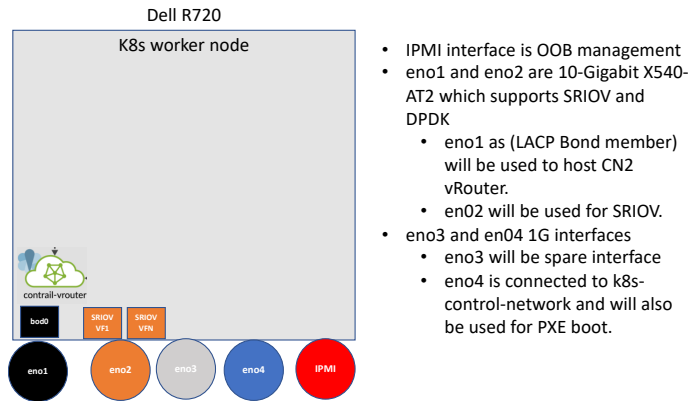 Dell R720
K8s worker node
contrail-vrouter
bod0
SRIOV
VF1
SRIOV
VFN
eno1
eno2
eno3
eno4
IPMI
• IPMI interface is OOB management
• eno1 and eno2 are 10-Gigabit X540-
AT2 which supports SRIOV and
DPDK
• eno1 as (LACP Bond member)
will be used to host CN2
vRouter.
• en02 will be used for SRIOV.
• eno3 and en04 1G interfaces
• eno3 will be spare interface
• eno4 is connected to k8s-
control-network and will also
be used for PXE boot.